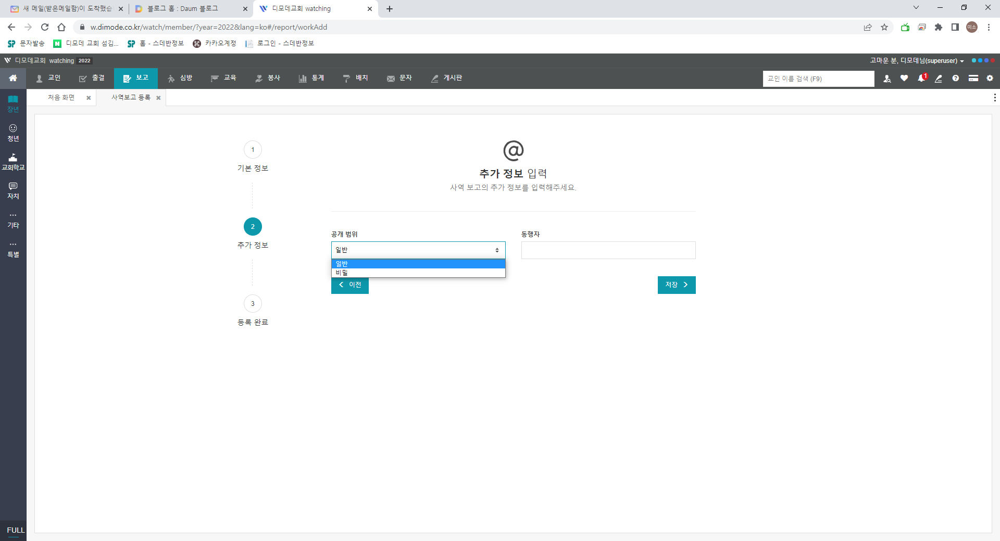 새 메일(받은메일함)이 도착했습
블로그 홈 : Daum 블로그
디모데교회 watching
w.dimode.co.kr/watch/member/?year=2022&lang=ko#/report/workAdd
미소
SP 문자발송
N 디모데 교회 섬김...
SP 홈 - 스데반정보
카카오계정
로그인 - 스데반정보
디모데교회 watching 2022
고마운 분, 디모데님(superuser)
교인
출결
보고
심방
교육
봉사
통계
배치
문자
게시판
교인 이름 검색 (F9)
1
처음 화면
사역보고 등록
장년
청년
교회학교
자치
기타
특별
FULL
1
기본 정보
2
추가 정보
3
등록 완료
@
추가 정보 입력
사역 보고의 추가 정보를 입력해주세요.
공개 범위
동행자
일반
일반
비밀
이전
저장